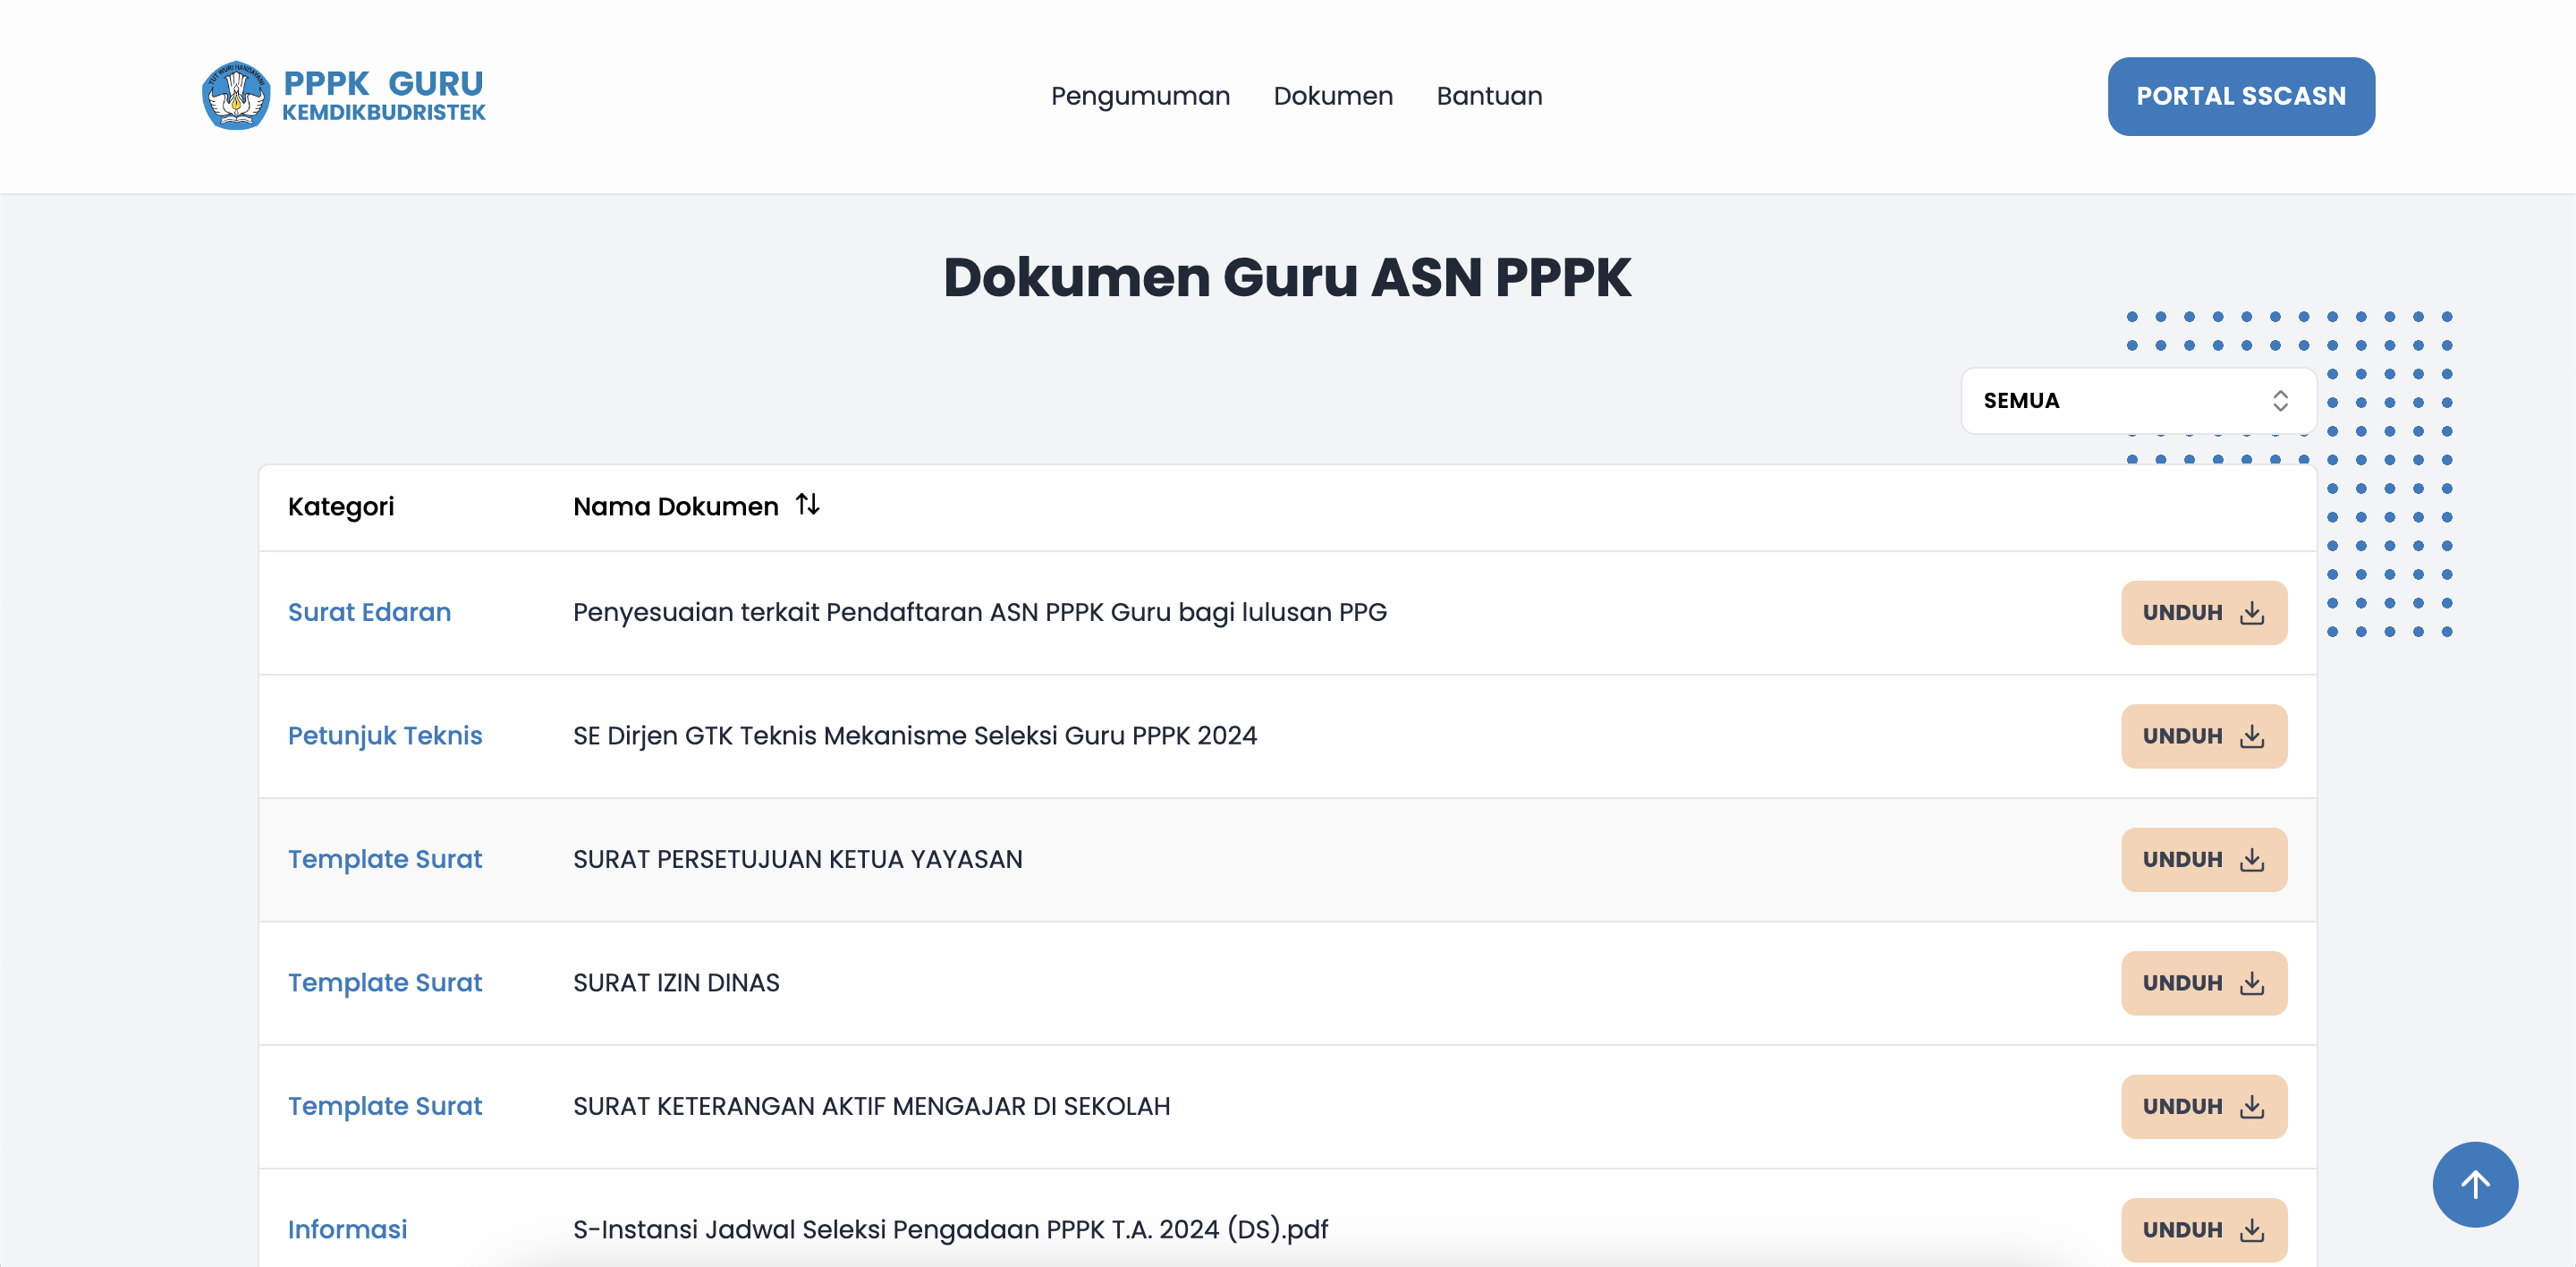 TUT WURI HANDAYANI
PPPK GURU
KEMDIKBUDRISTEK
Pengumuman
Dokumen
Bantuan
PORTAL SSCASN
Dokumen Guru ASN PPPK
SEMUA
Kategori
Nama Dokumen
Surat Edaran
Penyesuaian terkait Pendaftaran ASN PPPK Guru bagi lulusan PPG
UNDUH
Petunjuk Teknis
SE Dirjen GTK Teknis Mekanisme Seleksi Guru PPPK 2024
UNDUH
Template Surat
SURAT PERSETUJUAN KETUA YAYASAN
UNDUH
Template Surat
SURAT IZIN DINAS
UNDUH
Template Surat
SURAT KETERANGAN AKTIF MENGAJAR DI SEKOLAH
UNDUH
Informasi
S-Instansi Jadwal Seleksi Pengadaan PPPK T.A. 2024 (DS).pdf
UNDUH